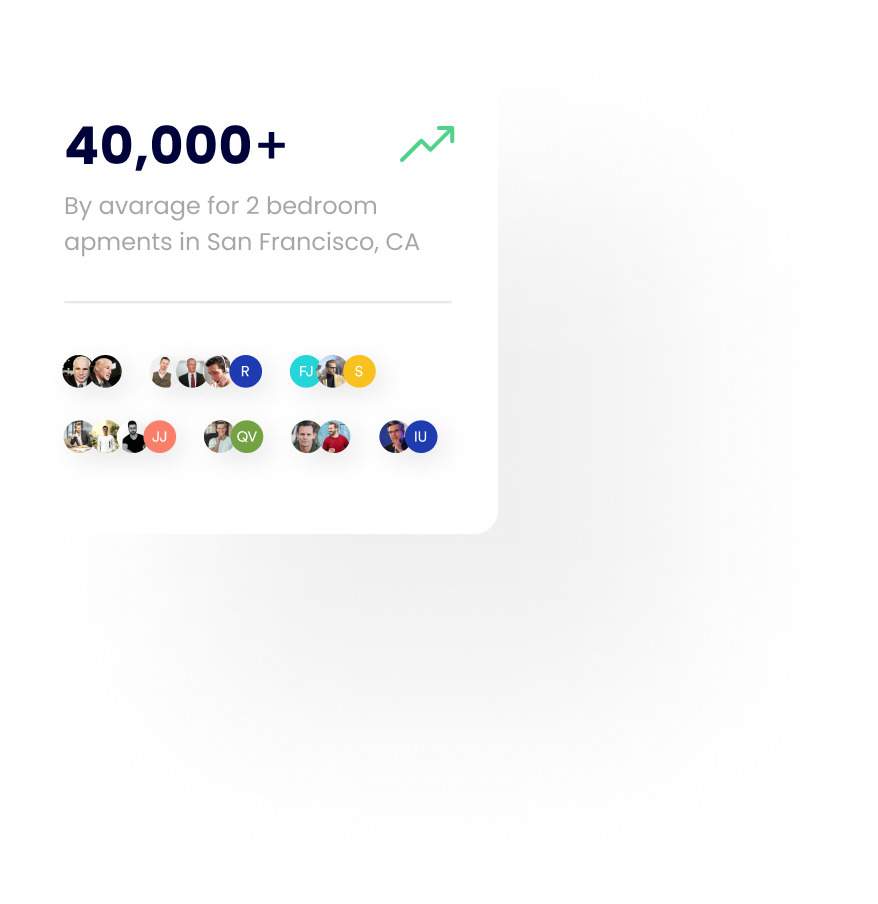 40,000+
By avarage for 2 bedroom
apments in San Francisco, CA
R FJ S
JJ QV IU